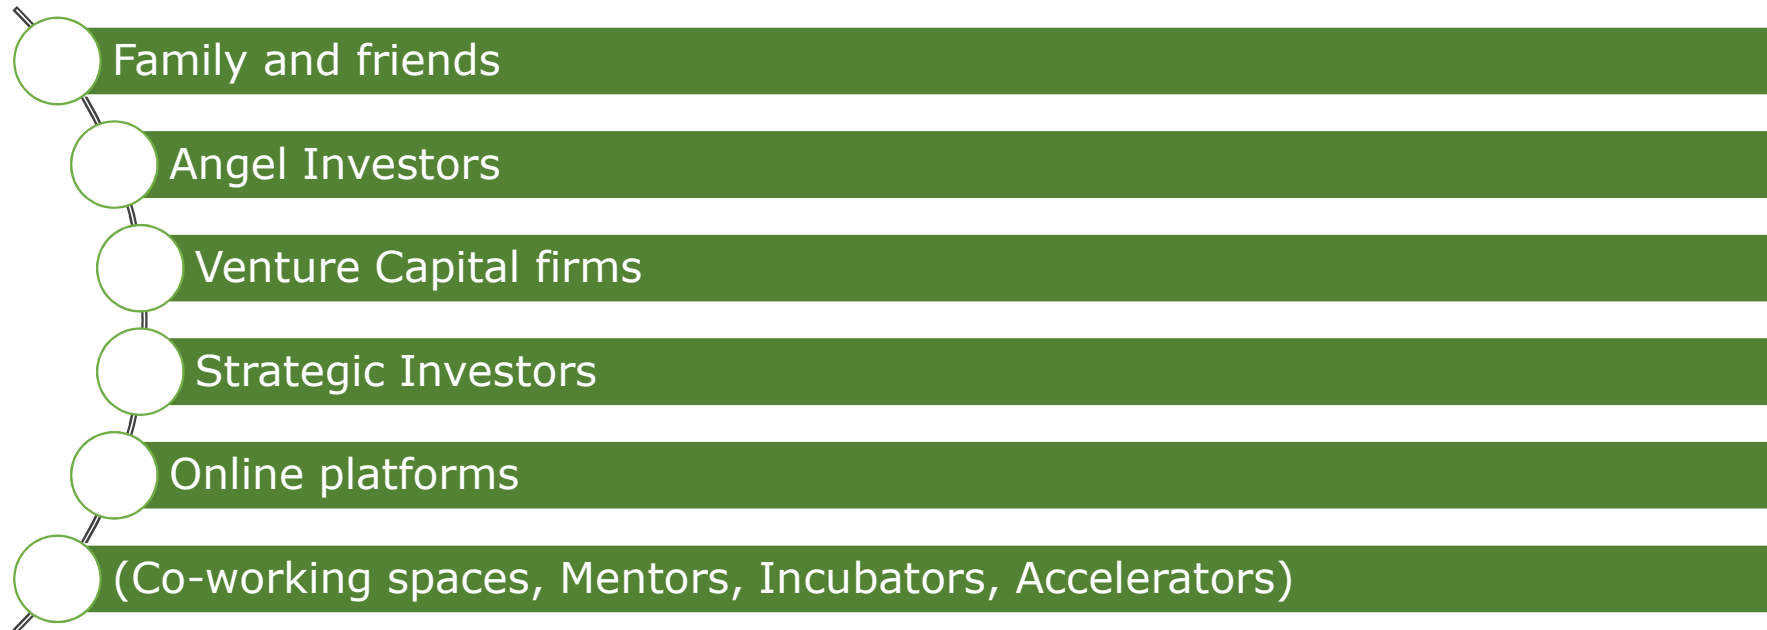 Family and friends
Angel Investors
Venture Capital firms
Strategic Investors
Online platforms
(Co-working spaces, Mentors, Incubators, Accelerators)